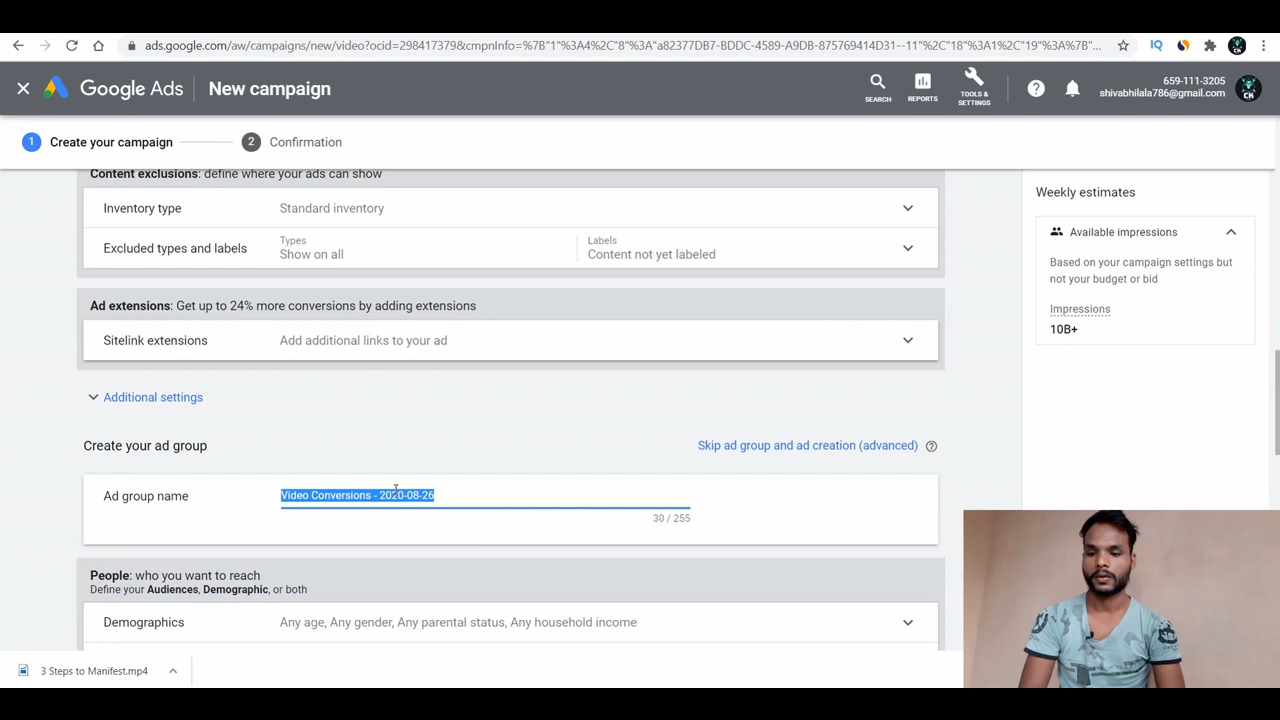 ads.google.com/aw/campaigns/new/video?ocid=298417379&cmpnInfo=%7B"1"%3A4%2C"8"%3A"a82377DB7-BDDC-4589-A9DB-875769414D31--11"%2C"18"%3A1%2C"19"%3A%7B"...
IQ
Google Ads
New campaign
SEARCH
REPORTS
TOOLS & SETTINGS
659-111-3205
shivabhilala786@gmail.com
CK
1 Create your campaign
2 Confirmation
Content exclusions: define where your ads can show
Inventory type
Standard inventory
Excluded types and labels
Types
Show on all
Labels
Content not yet labeled
Ad extensions: Get up to 24% more conversions by adding extensions
Sitelink extensions
Add additional links to your ad
Additional settings
Create your ad group
Skip ad group and ad creation (advanced)
Ad group name
Video Conversions - 2020-08-26
30 / 255
People: who you want to reach
Define your Audiences, Demographic, or both
Demographics
Any age, Any gender, Any parental status, Any household income
Weekly estimates
Available impressions
Based on your campaign settings but
not your budget or bid
Impressions
10B+
3 Steps to Manifest.mp4